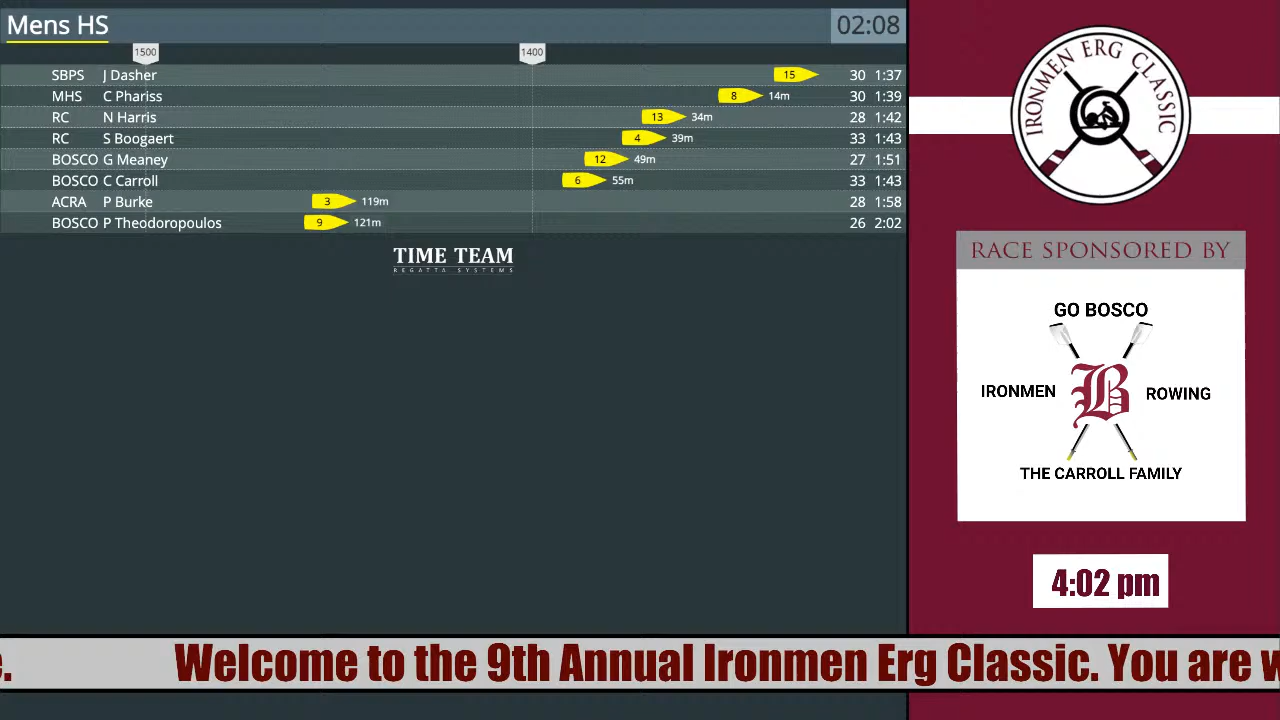 Mens HS
02:08
1500
1400
SBPS J Dasher 15 30 1:37
MHS C Phariss 8 14m 30 1:39
RC N Harris 13 34m 28 1:42
RC S Boogaert 4 39m 33 1:43
BOSCO G Meaney 12 49m 27 1:51
BOSCO C Carroll 6 55m 33 1:43
ACRA P Burke 3 119m 28 1:58
BOSCO P Theodoropoulos 9 121m 26 2:02
TIME TEAM
REGATTA SYSTEMS
IRONMEN ERG CLASSIC
RACE SPONSORED BY
GO BOSCO
IRONMEN B ROWING
THE CARROLL FAMILY
4:02 pm
e. Welcome to the 9th Annual Ironmen Erg Classic. You are w